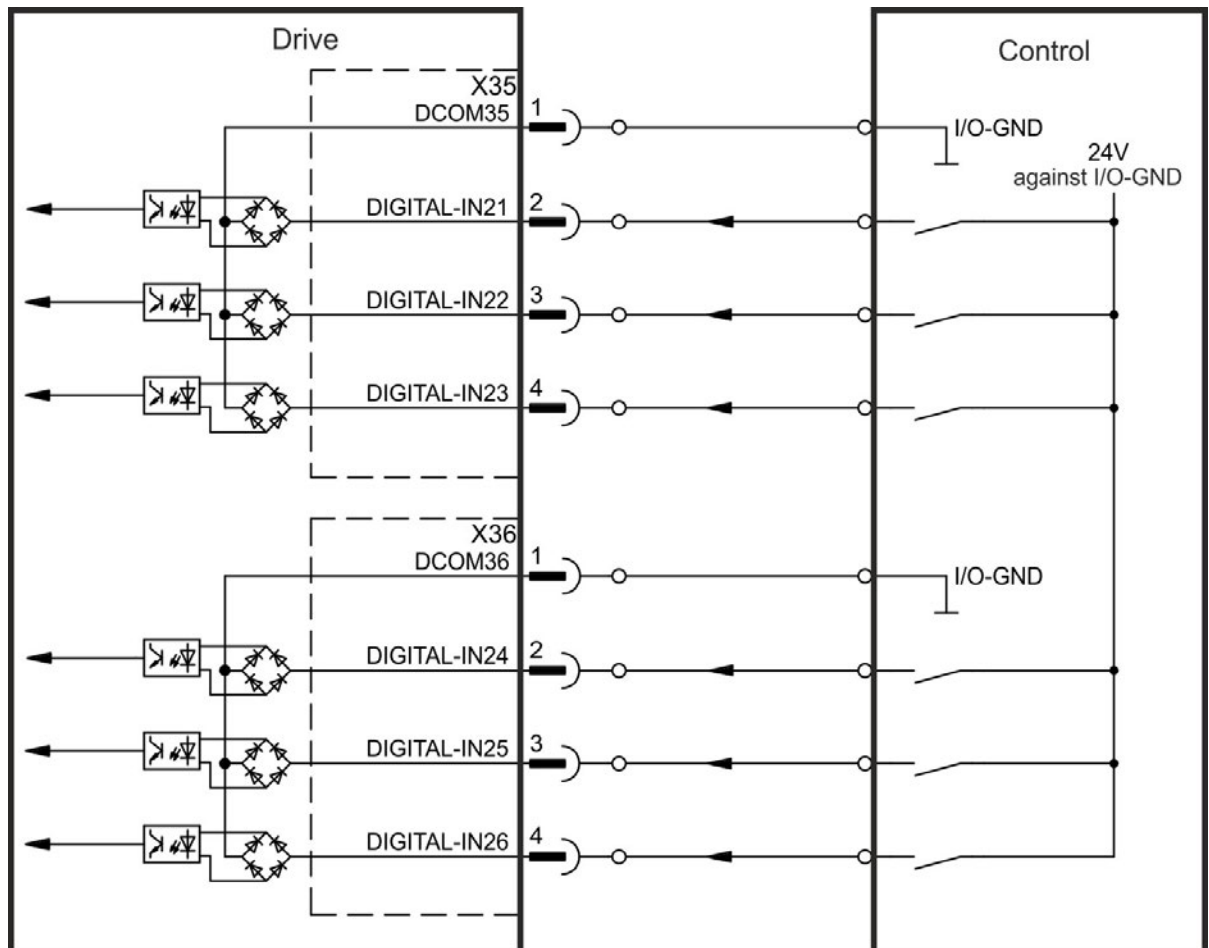 Drive
Control
X35
DCOM35
1
I/O-GND
24V
against I/O-GND
DIGITAL-IN21
2
DIGITAL-IN22
3
DIGITAL-IN23
4
X36
DCOM36
1
I/O-GND
DIGITAL-IN24
2
DIGITAL-IN25
3
DIGITAL-IN26
4